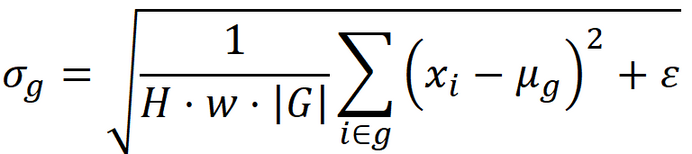 σ_g = √(1 / (H · w · |G|) ∑_{i∈g} (x_i − μ_g)² + ε)